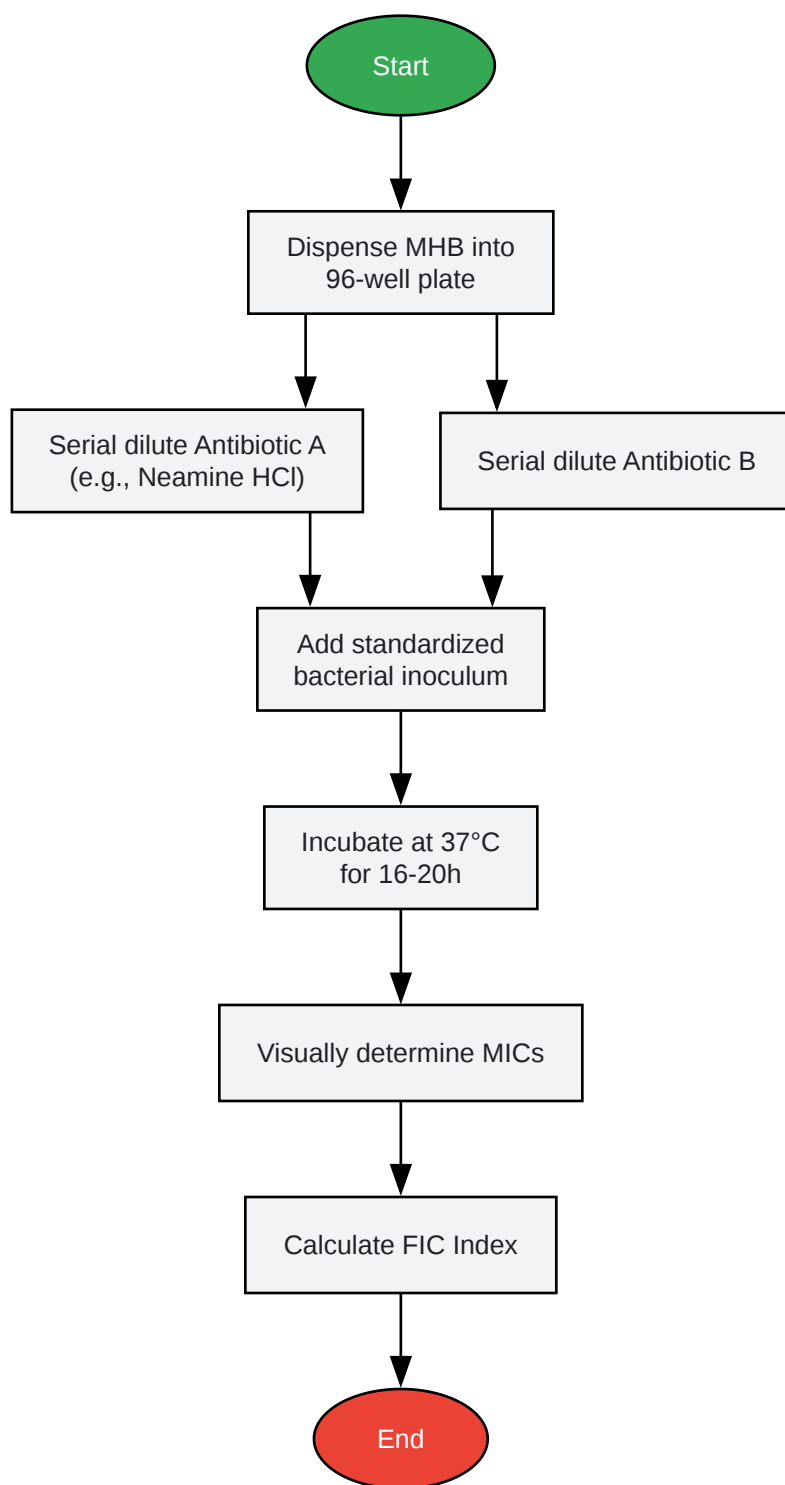 Start
Dispense MHB into
96-well plate
Serial dilute Antibiotic A
(e.g., Neamine HCl)
Serial dilute Antibiotic B
Add standardized
bacterial inoculum
Incubate at 37°C
for 16-20h
Visually determine MICs
Calculate FIC Index
End